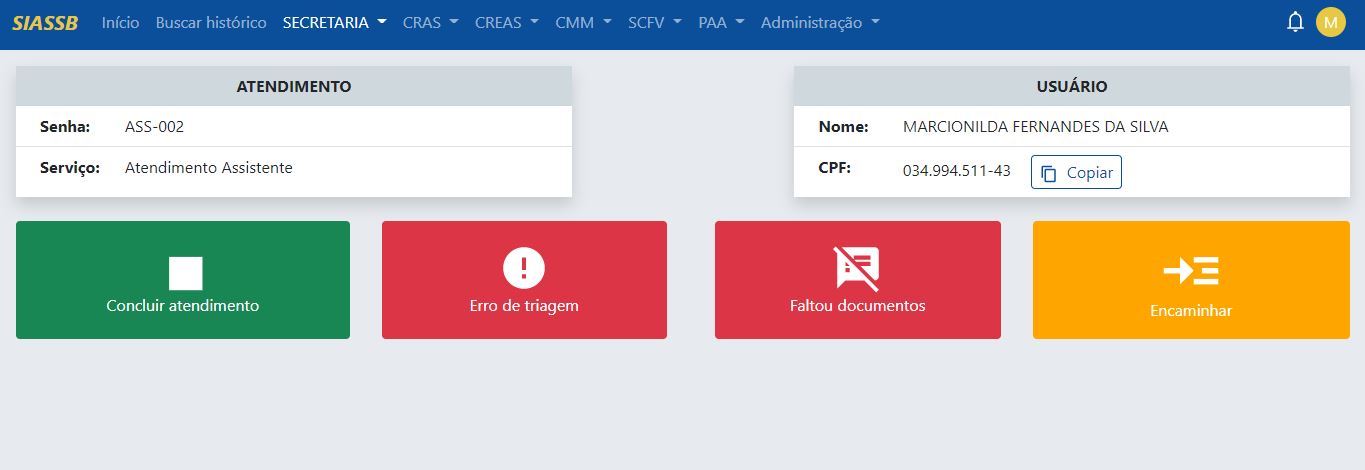 SIASSB Início Buscar histórico SECRETARIA CRAS CREAS CMM SCFV PAA Administração M
ATENDIMENTO
Senha: ASS-002
Serviço: Atendimento Assistente
USUÁRIO
Nome: MARCIONILDA FERNANDES DA SILVA
CPF: 034.994.511-43 Copiar
Concluir atendimento
Erro de triagem
Faltou documentos
Encaminhar